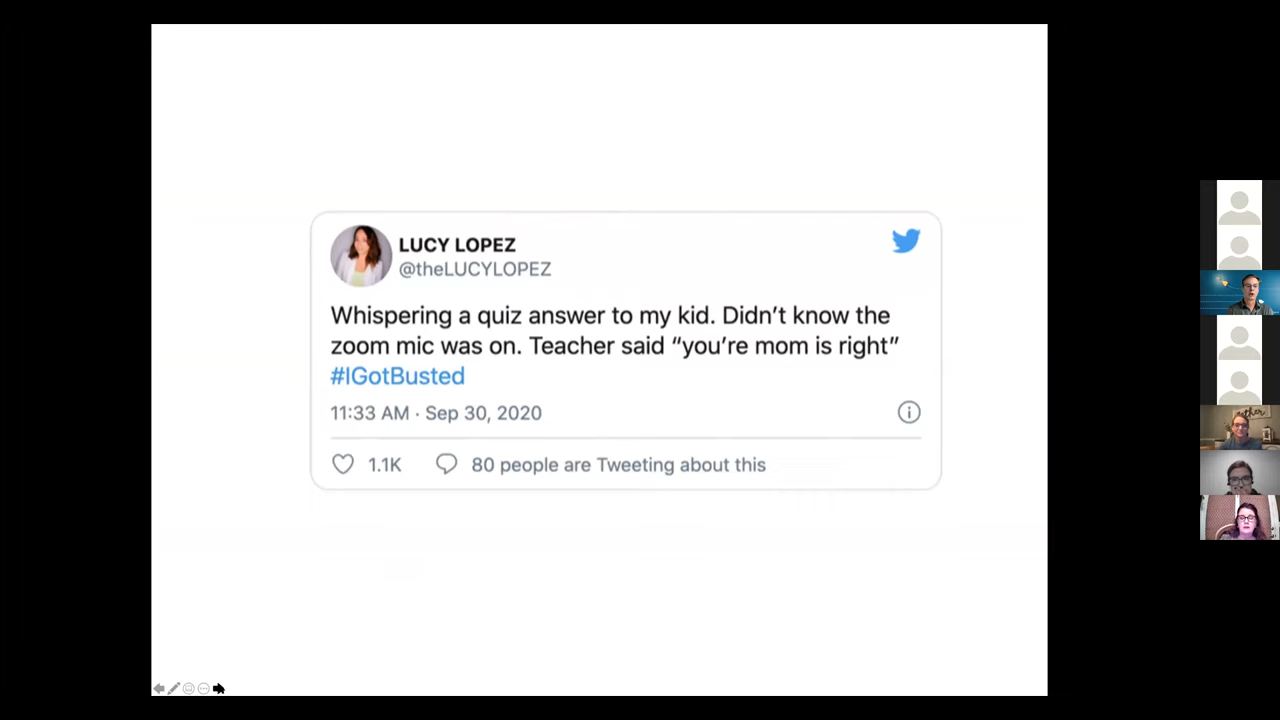 LUCY LOPEZ
@theLUCYLOPEZ
Whispering a quiz answer to my kid. Didn’t know the
zoom mic was on. Teacher said “you’re mom is right”
#IGotBusted
11:33 AM · Sep 30, 2020
1.1K 80 people are Tweeting about this